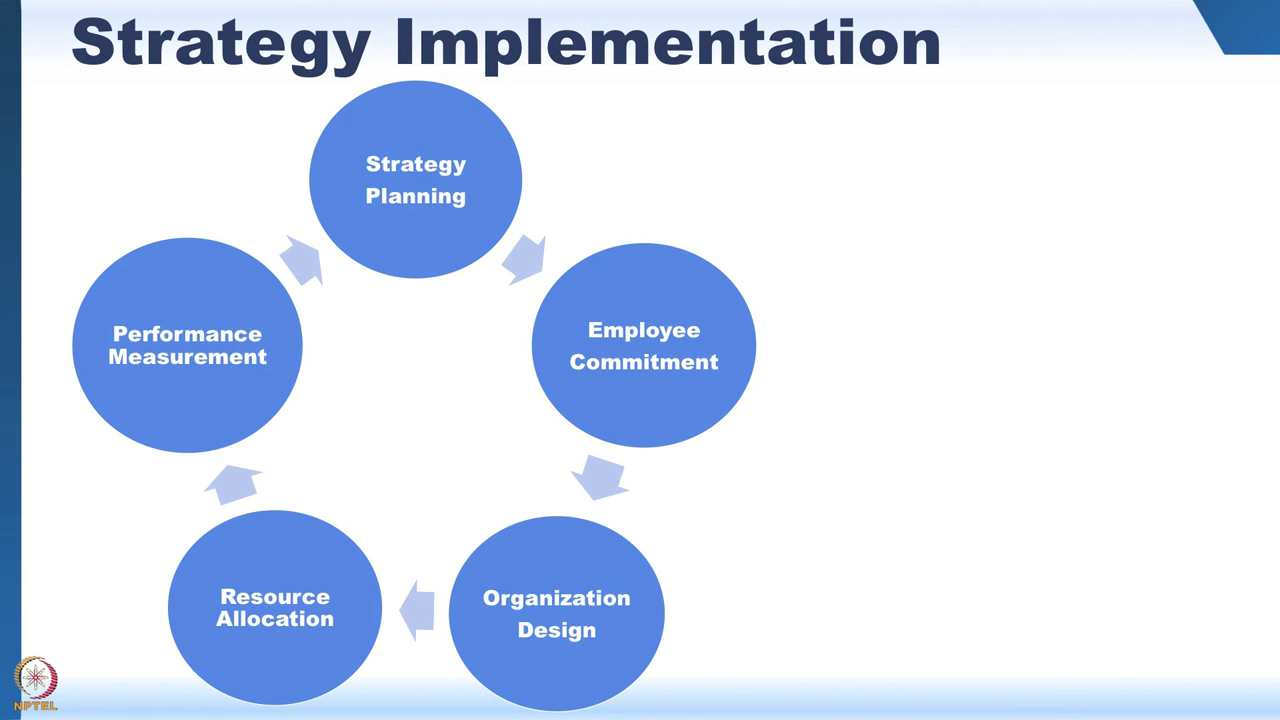 Strategy Implementation
Strategy
Planning
Employee
Commitment
Organization
Design
Resource
Allocation
Performance
Measurement
NPTEL